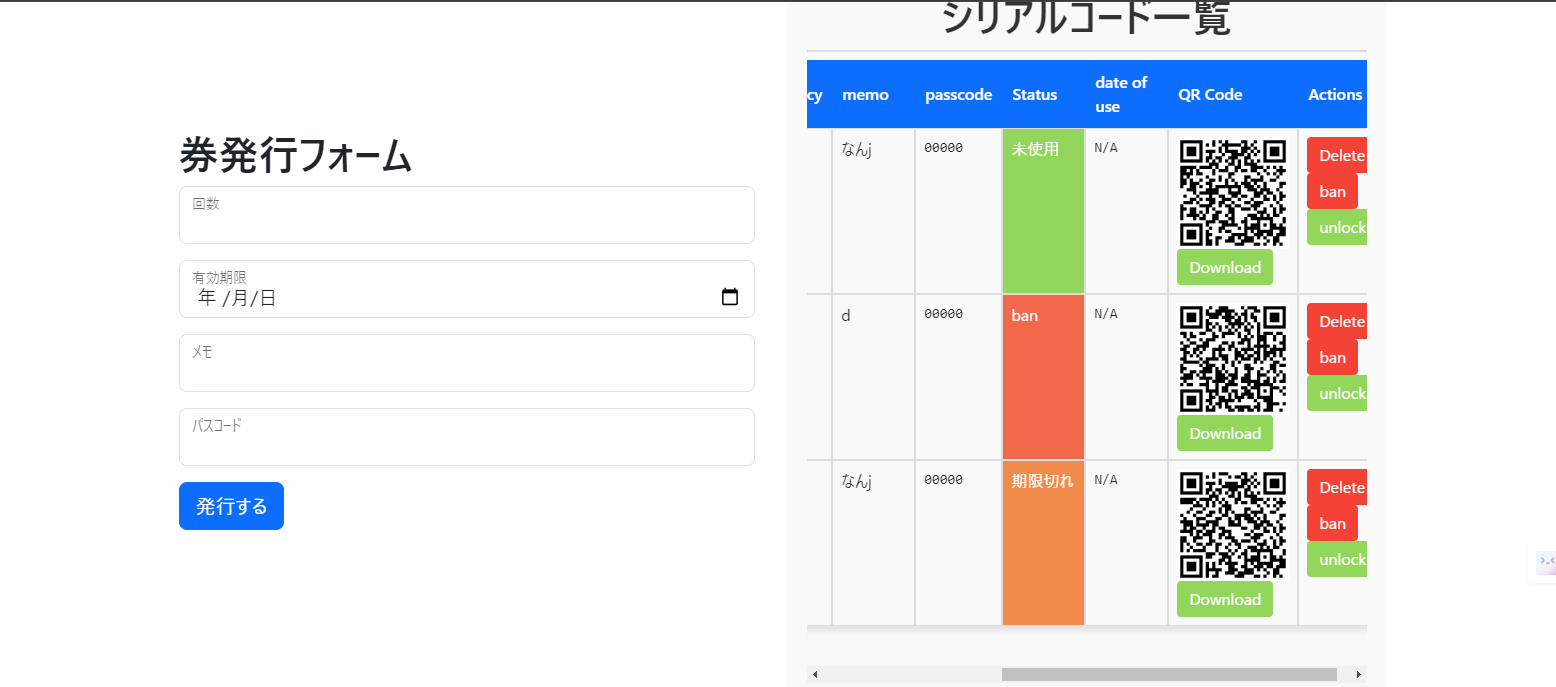 シリアルコード一覧
券発行フォーム
回数
有効期限
年 /月/日
メモ
パスコード
発行する
cy memo passcode Status date of use QR Code Actions
なんj 00000 未使用 N/A Delete
ban
unlock
Download
d 00000 ban N/A Delete
ban
unlock
Download
なんj 00000 期限切れ N/A Delete
ban
unlock
Download